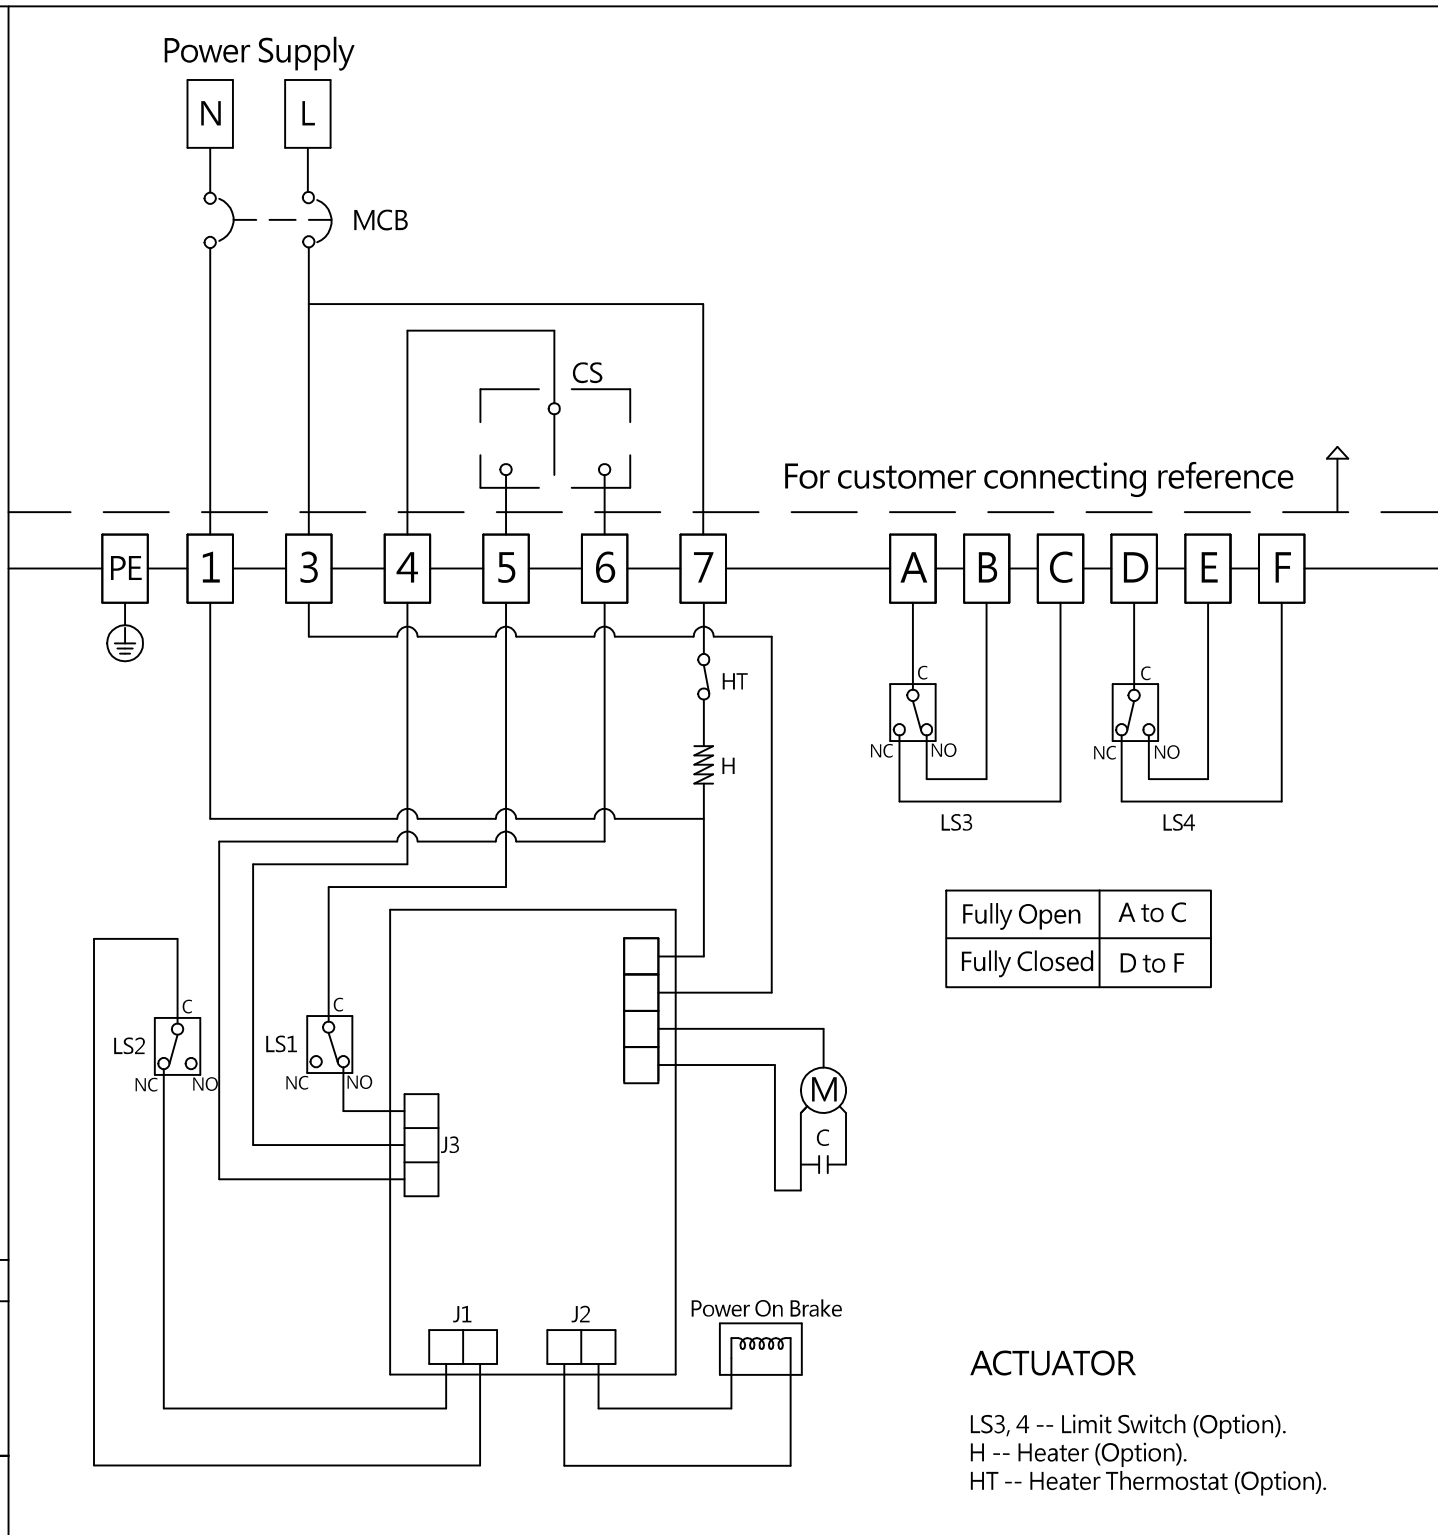 Power Supply
N L
MCB
CS
For customer connecting reference
PE 1 3 4 5 6 7 A B C D E F
HT
C C
NC NO NC NO
H
LS3 LS4
Fully Open A to C
Fully Closed D to F
C C
LS2 LS1
NC NO NC NO
M
C
J3
J1 J2 Power On Brake
ACTUATOR
LS3, 4 -- Limit Switch (Option).
H -- Heater (Option).
HT -- Heater Thermostat (Option).